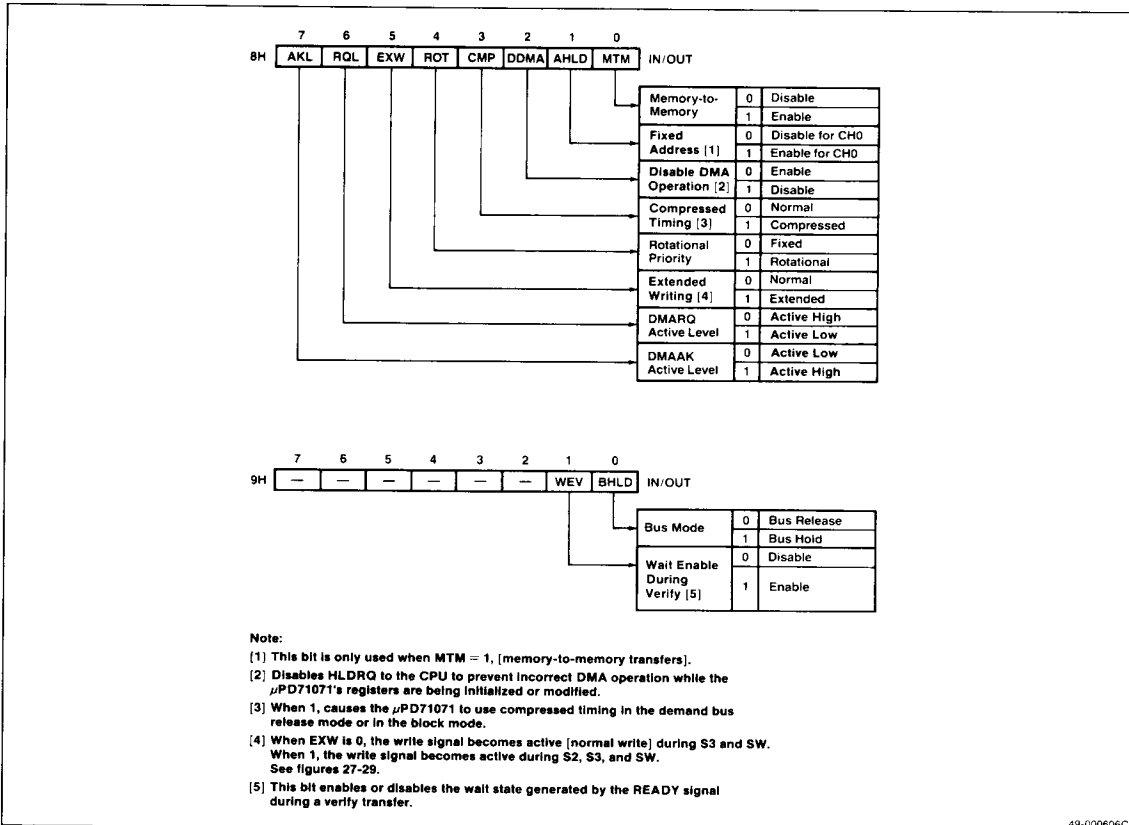 7 6 5 4 3 2 1 0
8H AKL RQL EXW ROT CMP DDMA AHLD MTM IN/OUT
Memory-to-Memory 0 Disable
1 Enable
Fixed Address [1] 0 Disable for CH0
1 Enable for CH0
Disable DMA Operation [2] 0 Enable
1 Disable
Compressed Timing [3] 0 Normal
1 Compressed
Rotational Priority 0 Fixed
1 Rotational
Extended Writing [4] 0 Normal
1 Extended
DMARQ Active Level 0 Active High
1 Active Low
DMAAK Active Level 0 Active Low
1 Active High
7 6 5 4 3 2 1 0
9H — — — — — — WEV BHLD IN/OUT
Bus Mode 0 Bus Release
1 Bus Hold
Wait Enable During Verify [5] 0 Disable
1 Enable
Note:
[1] This bit is only used when MTM = 1, [memory-to-memory transfers].
[2] Disables HLDRQ to the CPU to prevent incorrect DMA operation while the
µPD71071's registers are being initialized or modified.
[3] When 1, causes the µPD71071 to use compressed timing in the demand bus
release mode or in the block mode.
[4] When EXW is 0, the write signal becomes active [normal write] during S3 and SW.
When 1, the write signal becomes active during S2, S3, and SW.
See figures 27-29.
[5] This bit enables or disables the wait state generated by the READY signal
during a verify transfer.
49-000606C